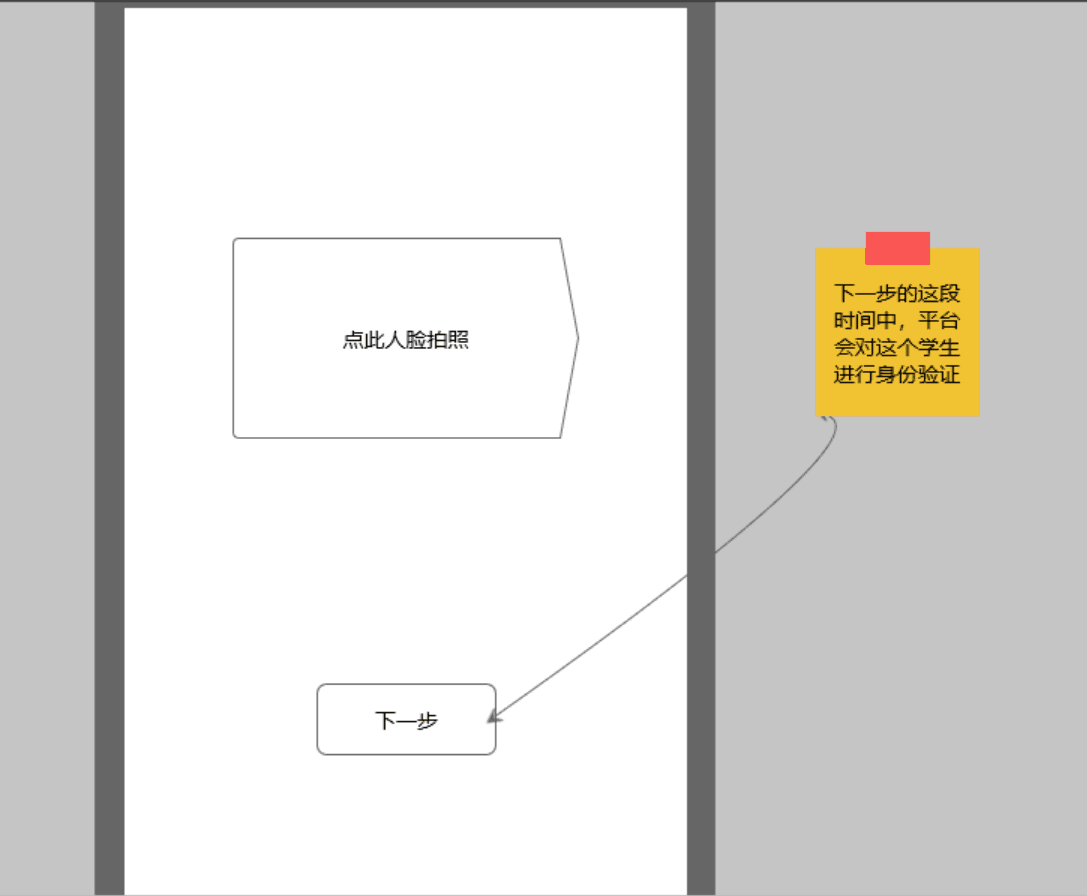 点此人脸拍照
下一步的这段
时间中，平台
会对这个学生
进行身份验证
下一步